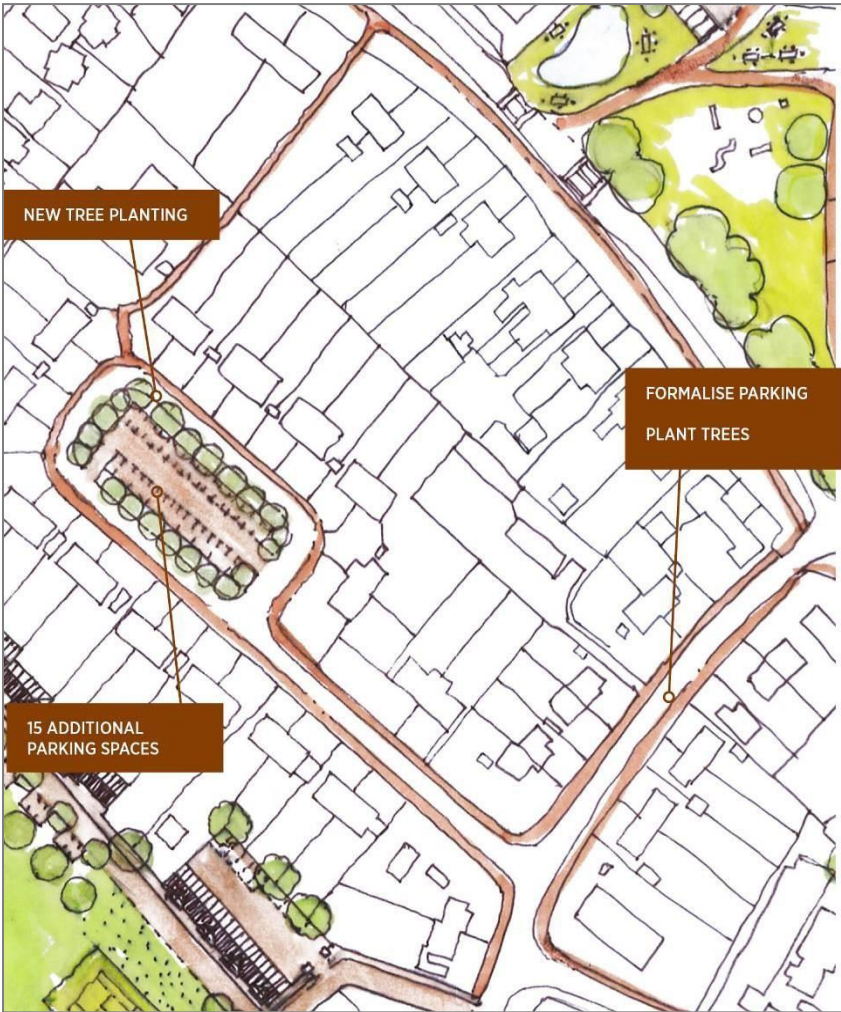 NEW TREE PLANTING
FORMALISE PARKING
PLANT TREES
15 ADDITIONAL
PARKING SPACES